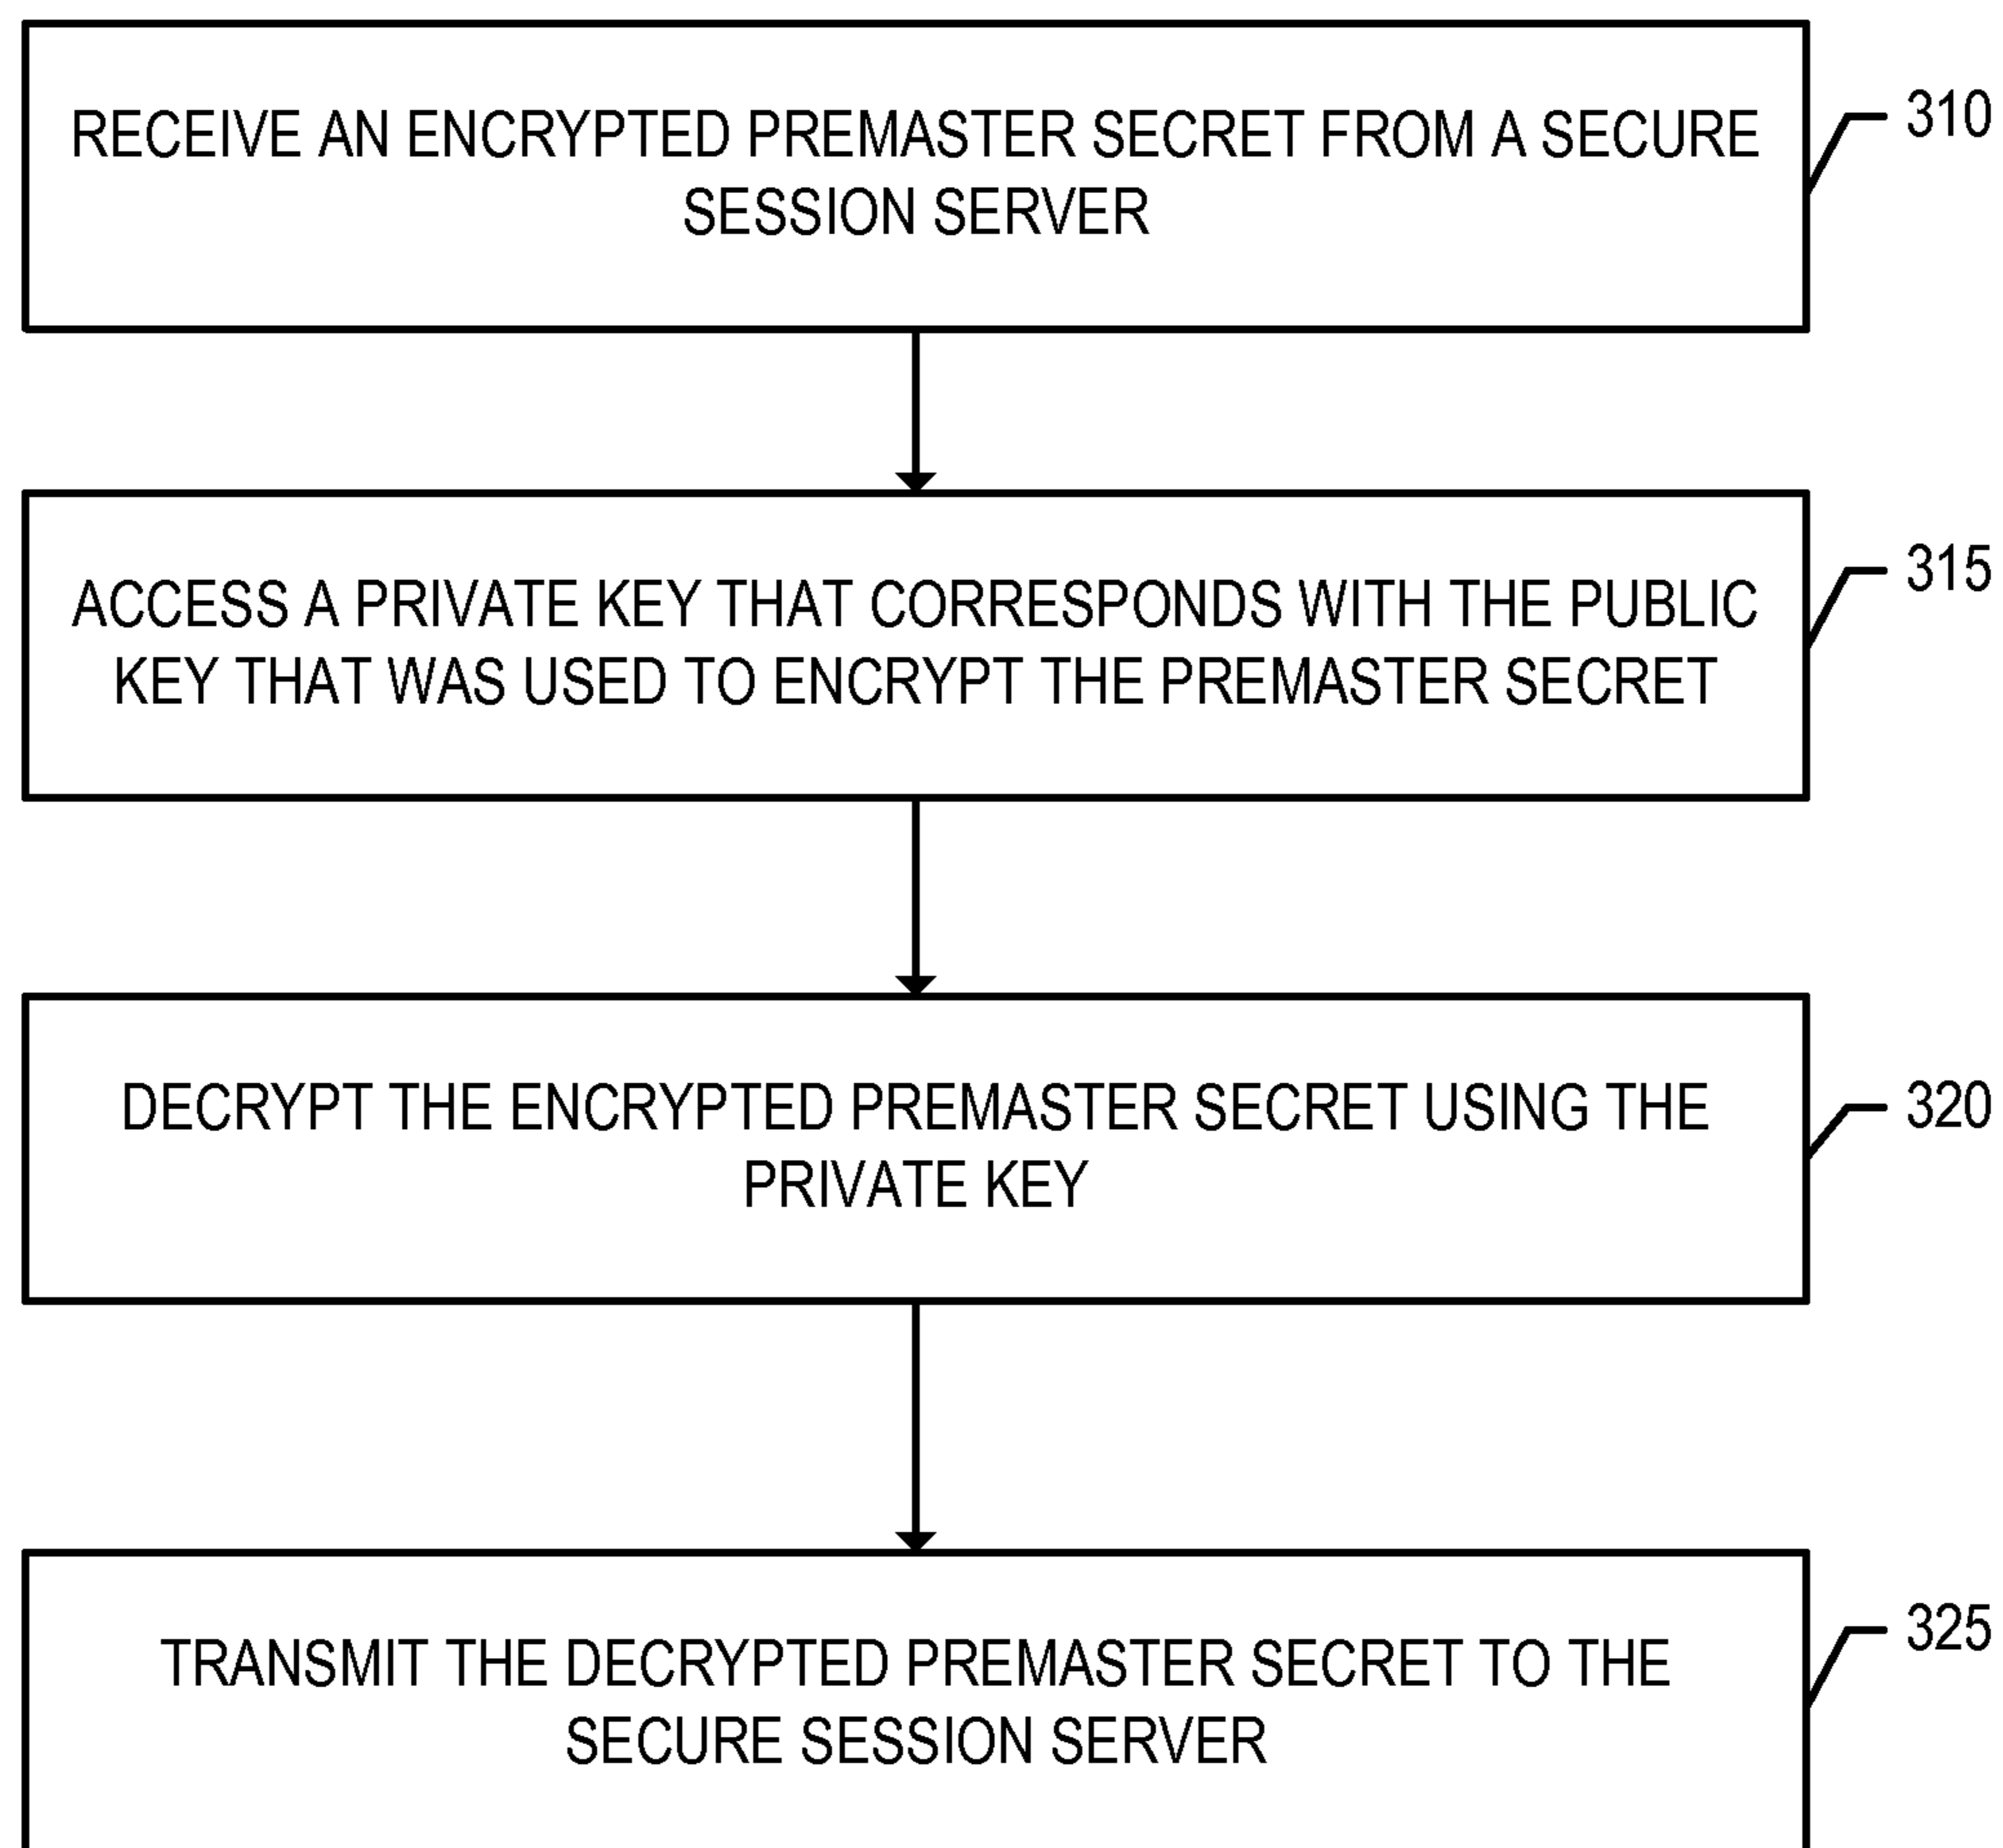 RECEIVE AN ENCRYPTED PREMASTER SECRET FROM A SECURE
SESSION SERVER
310
ACCESS A PRIVATE KEY THAT CORRESPONDS WITH THE PUBLIC
KEY THAT WAS USED TO ENCRYPT THE PREMASTER SECRET
315
DECRYPT THE ENCRYPTED PREMASTER SECRET USING THE
PRIVATE KEY
320
TRANSMIT THE DECRYPTED PREMASTER SECRET TO THE
SECURE SESSION SERVER
325